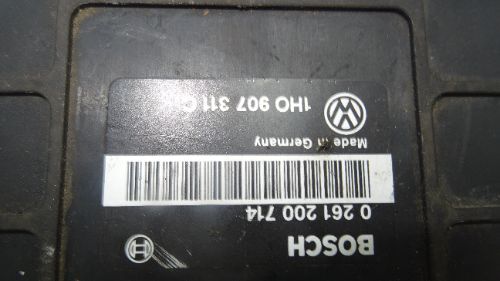 BOSCH
0 261 200 714
Made in Germany
1H0 907 311